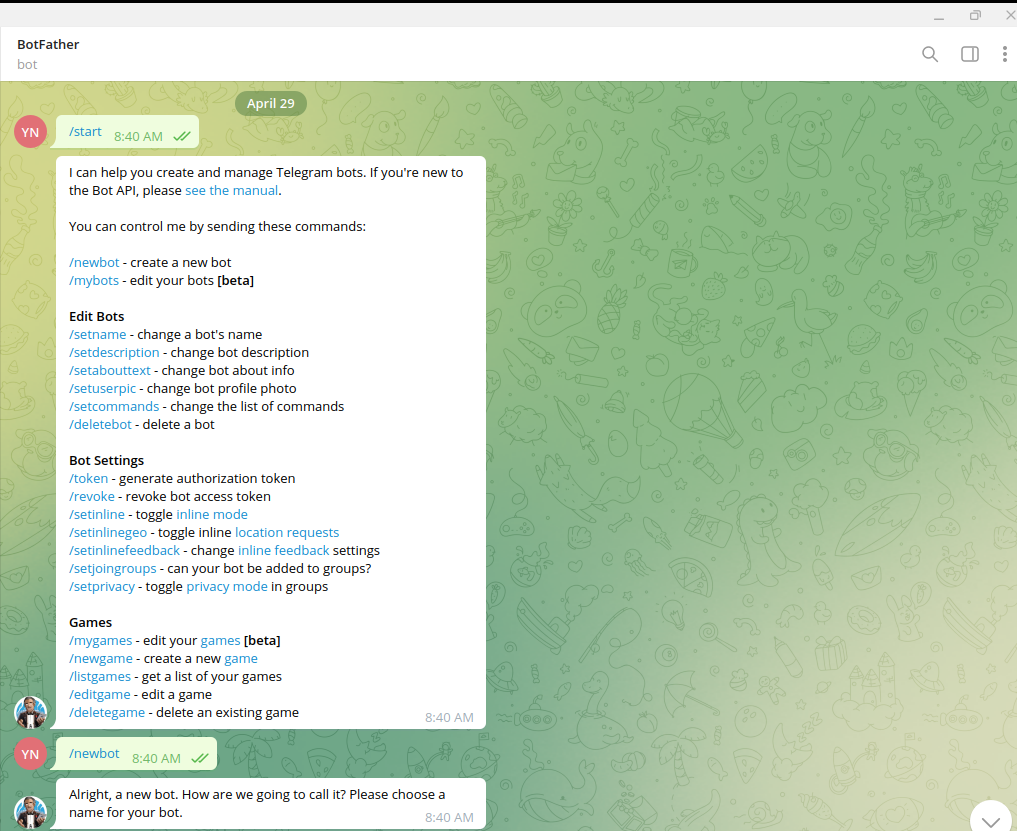 BotFather
bot
April 29
YN
/start 8:40 AM
I can help you create and manage Telegram bots. If you're new to
the Bot API, please see the manual.
You can control me by sending these commands:
/newbot - create a new bot
/mybots - edit your bots [beta]
Edit Bots
/setname - change a bot's name
/setdescription - change bot description
/setabouttext - change bot about info
/setuserpic - change bot profile photo
/setcommands - change the list of commands
/deletebot - delete a bot
Bot Settings
/token - generate authorization token
/revoke - revoke bot access token
/setinline - toggle inline mode
/setinlinegeo - toggle inline location requests
/setinlinefeedback - change inline feedback settings
/setjoingroups - can your bot be added to groups?
/setprivacy - toggle privacy mode in groups
Games
/mygames - edit your games [beta]
/newgame - create a new game
/listgames - get a list of your games
/editgame - edit a game
/deletegame - delete an existing game
8:40 AM
YN
/newbot 8:40 AM
Alright, a new bot. How are we going to call it? Please choose a
name for your bot.
8:40 AM